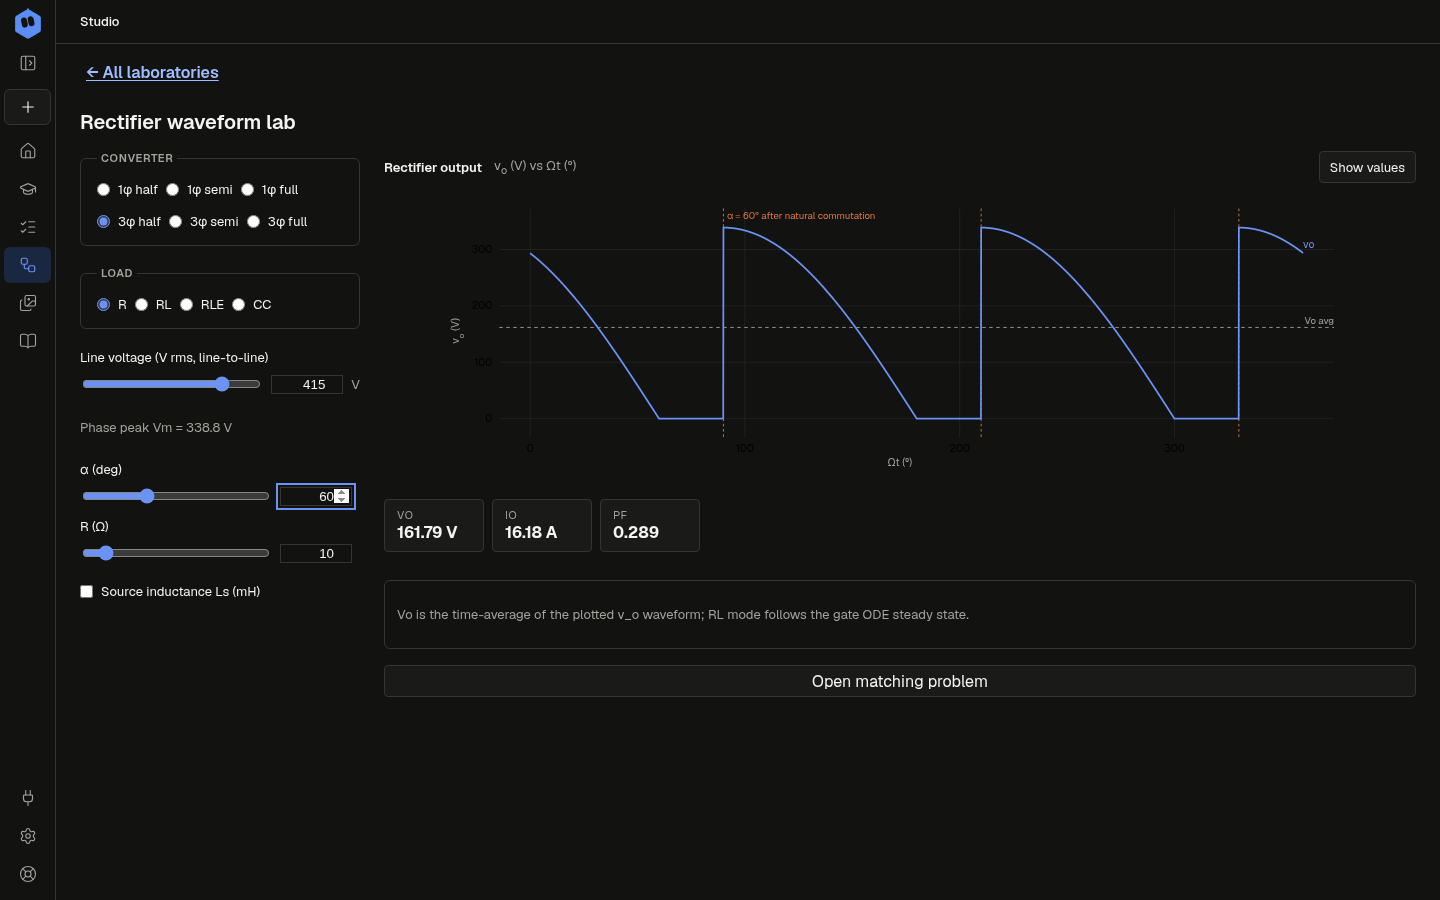 Studio
← All laboratories
Rectifier waveform lab
CONVERTER
1φ half 1φ semi 1φ full
3φ half 3φ semi 3φ full
LOAD
R RL RLE CC
Line voltage (V rms, line-to-line)
415 V
Phase peak Vm = 338.8 V
α (deg)
60
R (Ω)
10
Source inductance Ls (mH)
Rectifier output vo (V) vs Ωt (°)
Show values
α = 60° after natural commutation
vo
300
200
Vo avg
100
0
vo (V)
0 100 200 300
Ωt (°)
VO
161.79 V
IO
16.18 A
PF
0.289
Vo is the time-average of the plotted v_o waveform; RL mode follows the gate ODE steady state.
Open matching problem